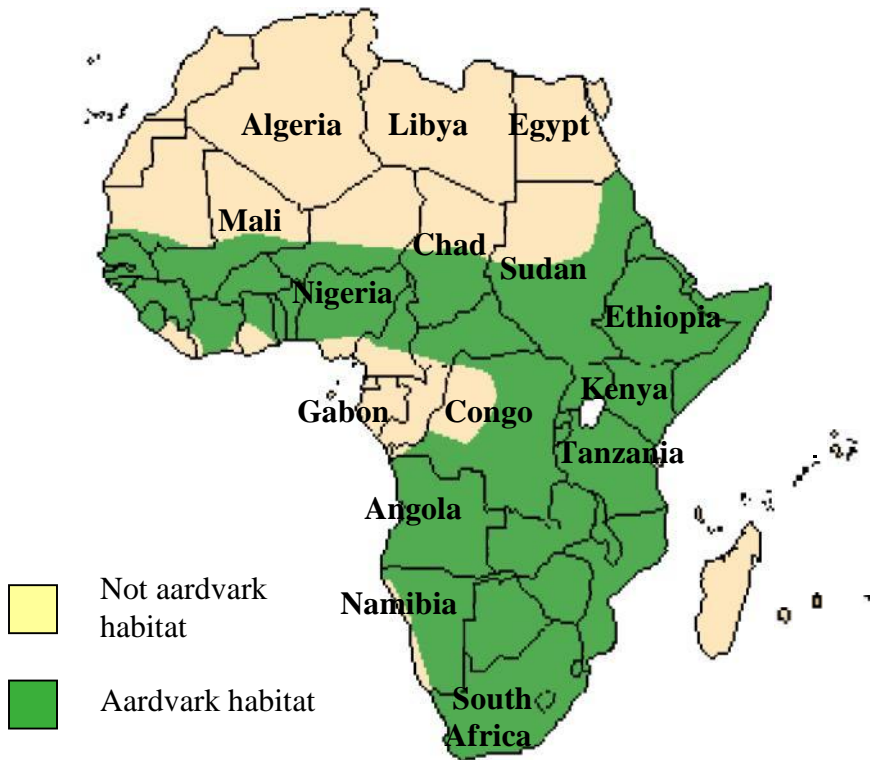 Algeria
Libya
Egypt
Mali
Chad
Sudan
Nigeria
Ethiopia
Kenya
Gabon
Congo
Tanzania
Angola
Namibia
South
Africa
Not aardvark
habitat
Aardvark habitat